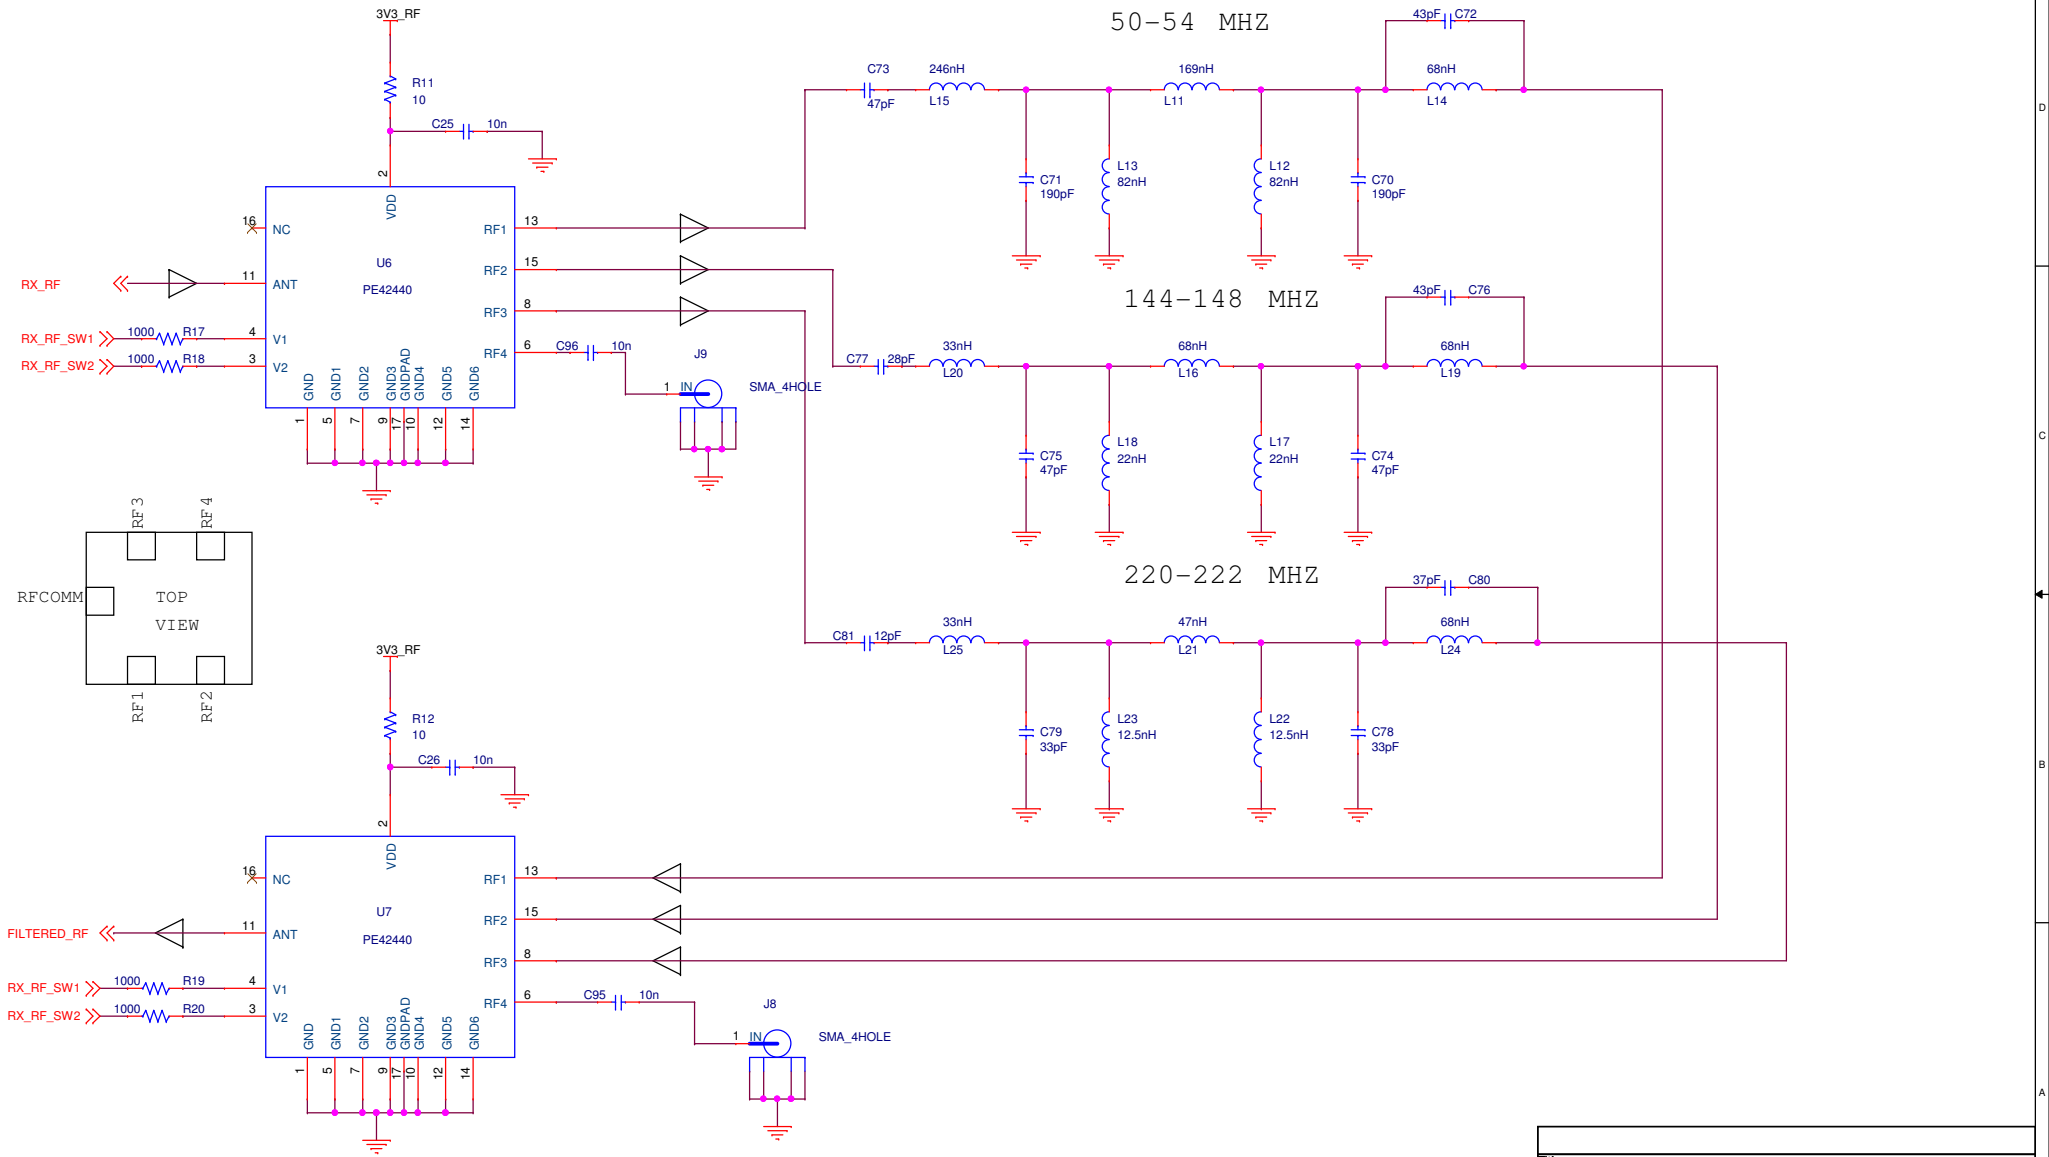 3V3_RF
R11
10
C25
10n
2
VDD
16
NC
U6
PE42440
RX_RF
11
ANT
RX_RF_SW1
1000
R17
4
V1
RX_RF_SW2
1000
R18
3
V2
RF1
13
RF2
15
RF3
8
RF4
6
C96
10n
J9
1
IN
SMA_4HOLE
GND
GND1
GND2
GND3
GNDPAD
GND4
GND5
GND6
1
5
7
9
17
10
12
14
50-54 MHZ
43pF
C72
C73
47pF
246nH
L15
169nH
L11
68nH
L14
C71
190pF
L13
82nH
L12
82nH
C70
190pF
144-148 MHZ
43pF
C76
C77
28pF
33nH
L20
68nH
L16
68nH
L19
C75
47pF
L18
22nH
L17
22nH
C74
47pF
220-222 MHZ
37pF
C80
C81
12pF
33nH
L25
47nH
L21
68nH
L24
C79
33pF
L23
12.5nH
L22
12.5nH
C78
33pF
RF3
RF4
RFCOMM
TOP
VIEW
RF1
RF2
3V3_RF
R12
10
C26
10n
2
VDD
16
NC
U7
PE42440
FILTERED_RF
11
ANT
RX_RF_SW1
1000
R19
4
V1
RX_RF_SW2
1000
R20
3
V2
RF1
13
RF2
15
RF3
8
RF4
6
C95
10n
J8
1
IN
SMA_4HOLE
GND
GND1
GND2
GND3
GNDPAD
GND4
GND5
GND6
1
5
7
9
17
10
12
14
D
C
B
A